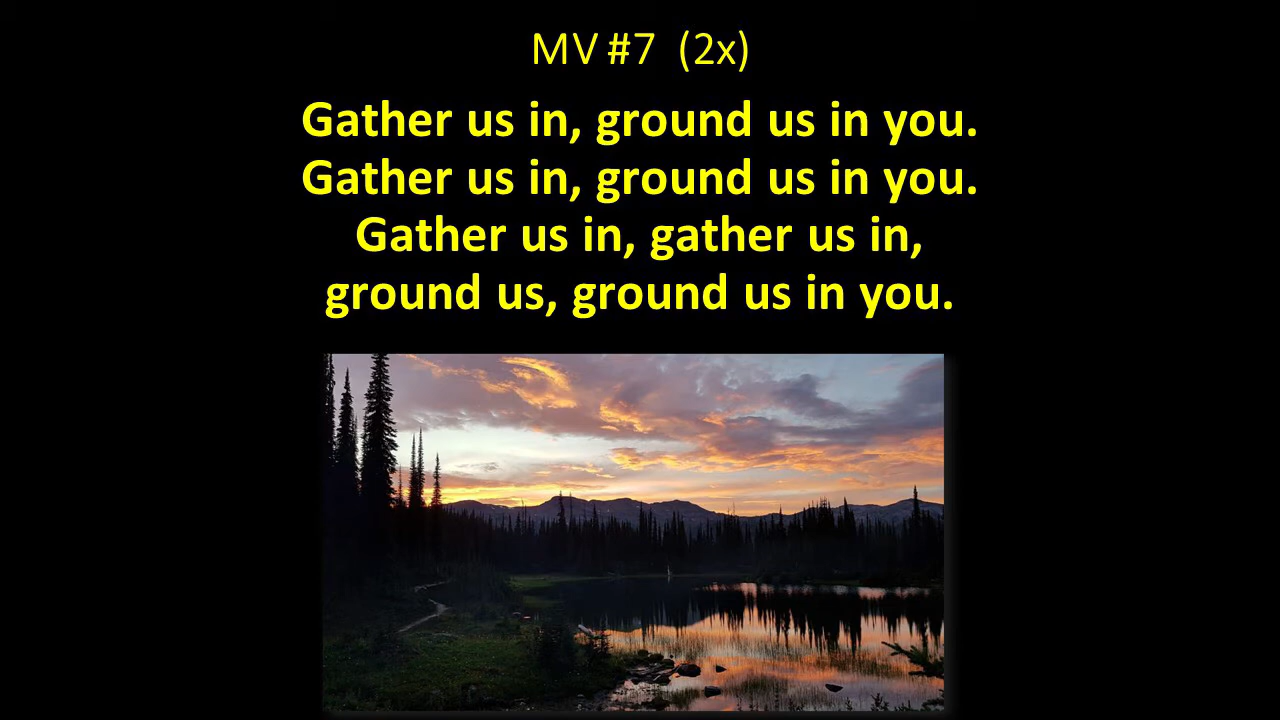 MV #7 (2x)
Gather us in, ground us in you.
Gather us in, ground us in you.
Gather us in, gather us in,
ground us, ground us in you.